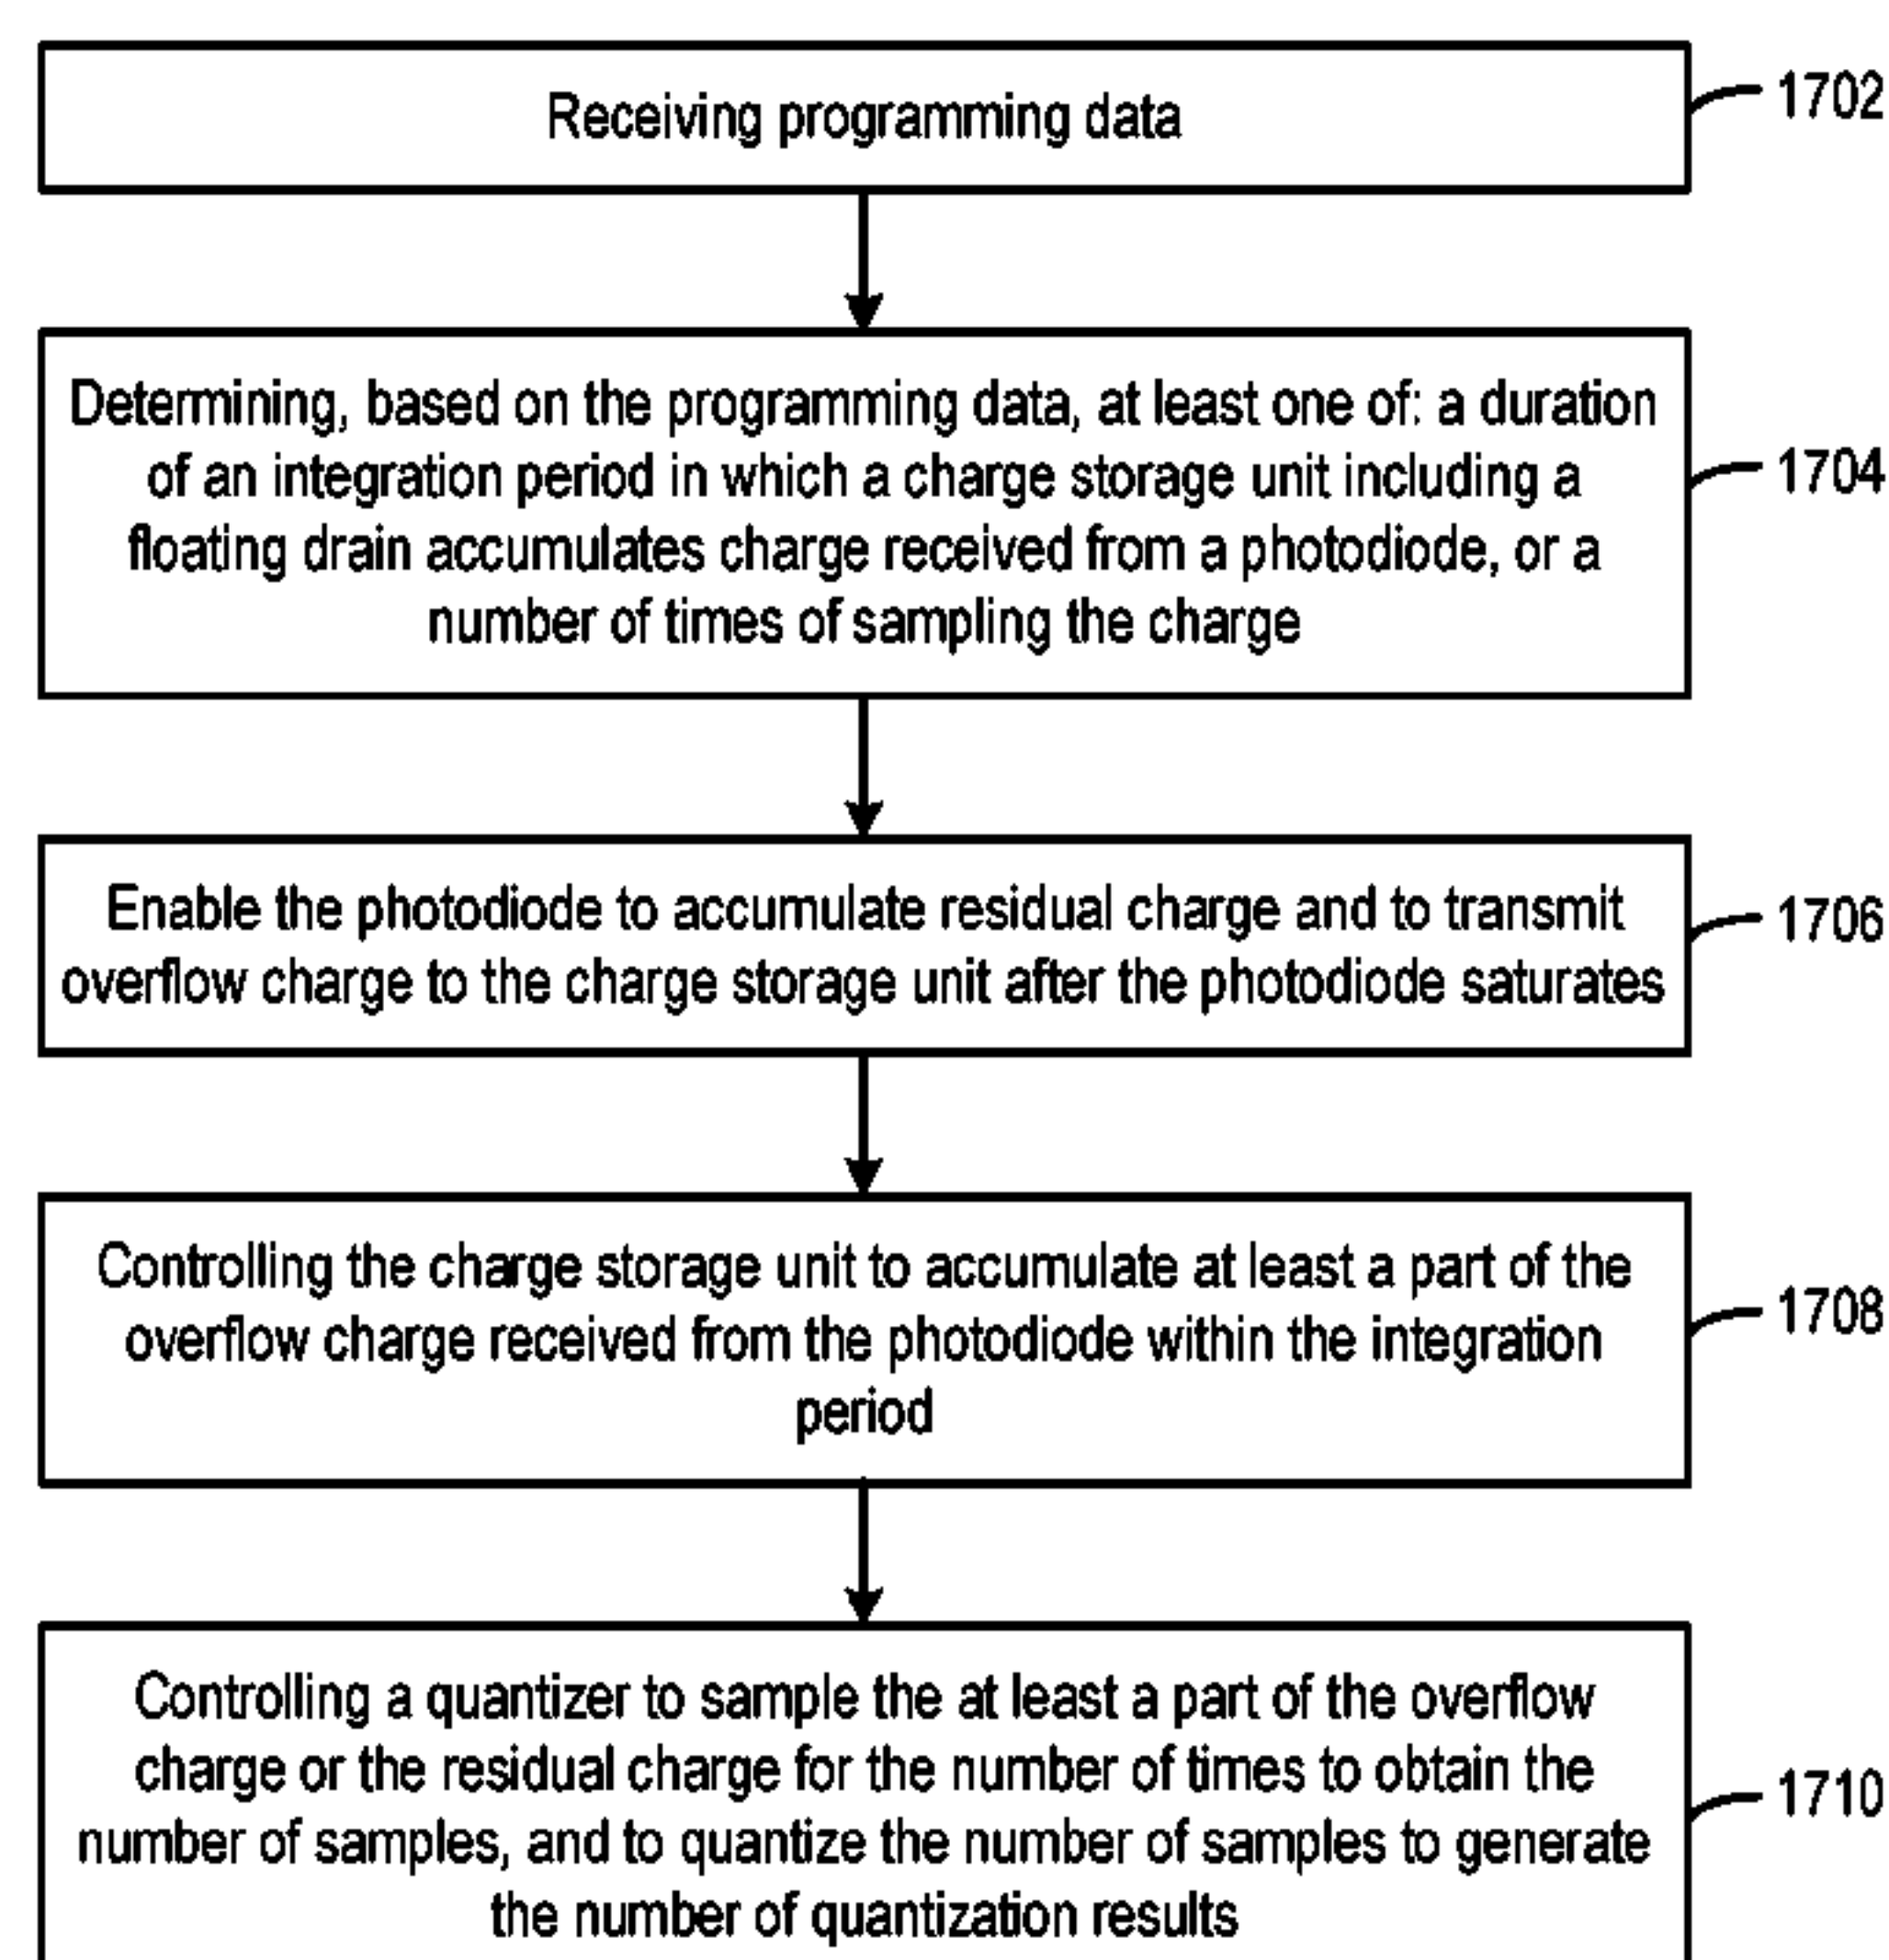 Receiving programming data
1702
Determining, based on the programming data, at least one of: a duration
of an integration period in which a charge storage unit including a
floating drain accumulates charge received from a photodiode, or a
number of times of sampling the charge
1704
Enable the photodiode to accumulate residual charge and to transmit
overflow charge to the charge storage unit after the photodiode saturates
1706
Controlling the charge storage unit to accumulate at least a part of the
overflow charge received from the photodiode within the integration
period
1708
Controlling a quantizer to sample the at least a part of the overflow
charge or the residual charge for the number of times to obtain the
number of samples, and to quantize the number of samples to generate
the number of quantization results
1710